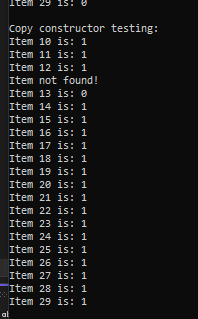 Item 29 is: 0
Copy constructor testing:
Item 10 is: 1
Item 11 is: 1
Item 12 is: 1
Item not found!
Item 13 is: 0
Item 14 is: 1
Item 15 is: 1
Item 16 is: 1
Item 17 is: 1
Item 18 is: 1
Item 19 is: 1
Item 20 is: 1
Item 21 is: 1
Item 22 is: 1
Item 23 is: 1
Item 24 is: 1
Item 25 is: 1
Item 26 is: 1
Item 27 is: 1
Item 28 is: 1
Item 29 is: 1